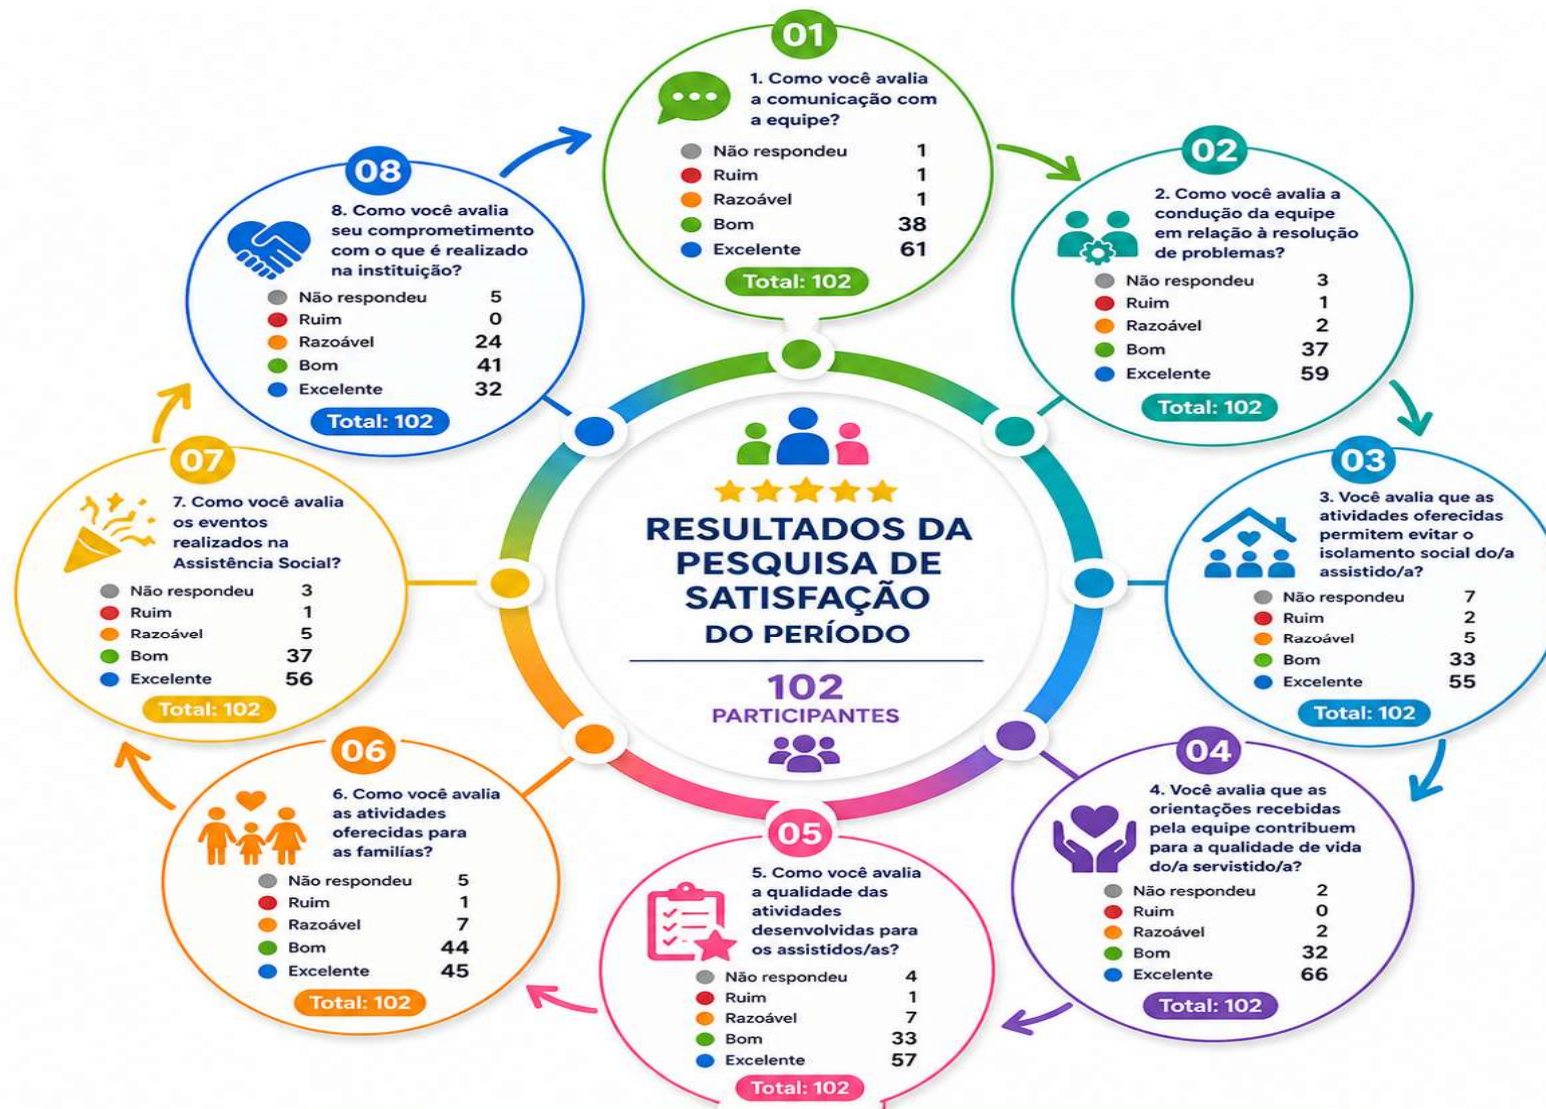 01
1. Como você avalia
a comunicação com
a equipe?
Não respondeu 1
Ruim 1
Razoável 1
Bom 38
Excelente 61
Total: 102
02
2. Como você avalia a
condução da equipe
em relação à resolução
de problemas?
Não respondeu 3
Ruim 1
Razoável 2
Bom 37
Excelente 59
Total: 102
03
3. Você avalia que as
atividades oferecidas
permitem evitar o
isolamento social do/a
assistido/a?
Não respondeu 7
Ruim 2
Razoável 5
Bom 33
Excelente 55
Total: 102
04
4. Você avalia que as
orientações recebidas
pela equipe contribuem
para a qualidade de vida
do/a servistido/a?
Não respondeu 2
Ruim 0
Razoável 2
Bom 32
Excelente 66
Total: 102
05
5. Como você avalia
a qualidade das
atividades
desenvolvidas para
os assistidos/as?
Não respondeu 4
Ruim 1
Razoável 7
Bom 33
Excelente 57
Total: 102
06
6. Como você avalia
as atividades
oferecidas para
as familías?
Não respondeu 5
Ruim 1
Razoável 7
Bom 44
Excelente 45
Total: 102
07
7. Como você avalia
os eventos
realizados na
Assistência Social?
Não respondeu 3
Ruim 1
Razoável 5
Bom 37
Excelente 56
Total: 102
08
8. Como você avalia
seu comprometimento
com o que é realizado
na instituição?
Não respondeu 5
Ruim 0
Razoável 24
Bom 41
Excelente 32
Total: 102
RESULTADOS DA
PESQUISA DE
SATISFAÇÃO
DO PERÍODO
102
PARTICIPANTES